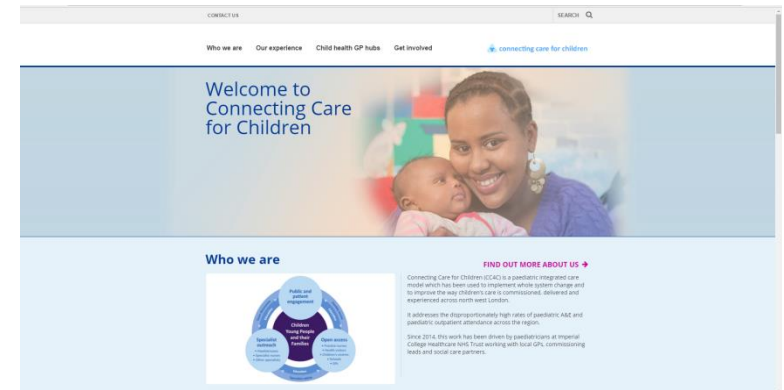 CONTACT US
SEARCH
Who we are Our experience Child health GP hubs Get involved
connecting care for children
Welcome to
Connecting Care
for Children
Who we are
FIND OUT MORE ABOUT US →
Connecting Care for Children (CC4C) is a paediatric integrated care
model which has been used to implement whole system change and
to improve the way children's care is commissioned, delivered and
experienced across north west London.
It addresses the disproportionately high rates of paediatric A&E and
paediatric outpatient attendance across the region.
Since 2014, this work has been driven by paediatricians at Imperial
College Healthcare NHS Trust working with local GPs, commissioning
leads and social care partners.
Public and
patient
engagement
Children
Young People
and their
Families
Specialist
outreach
Open access